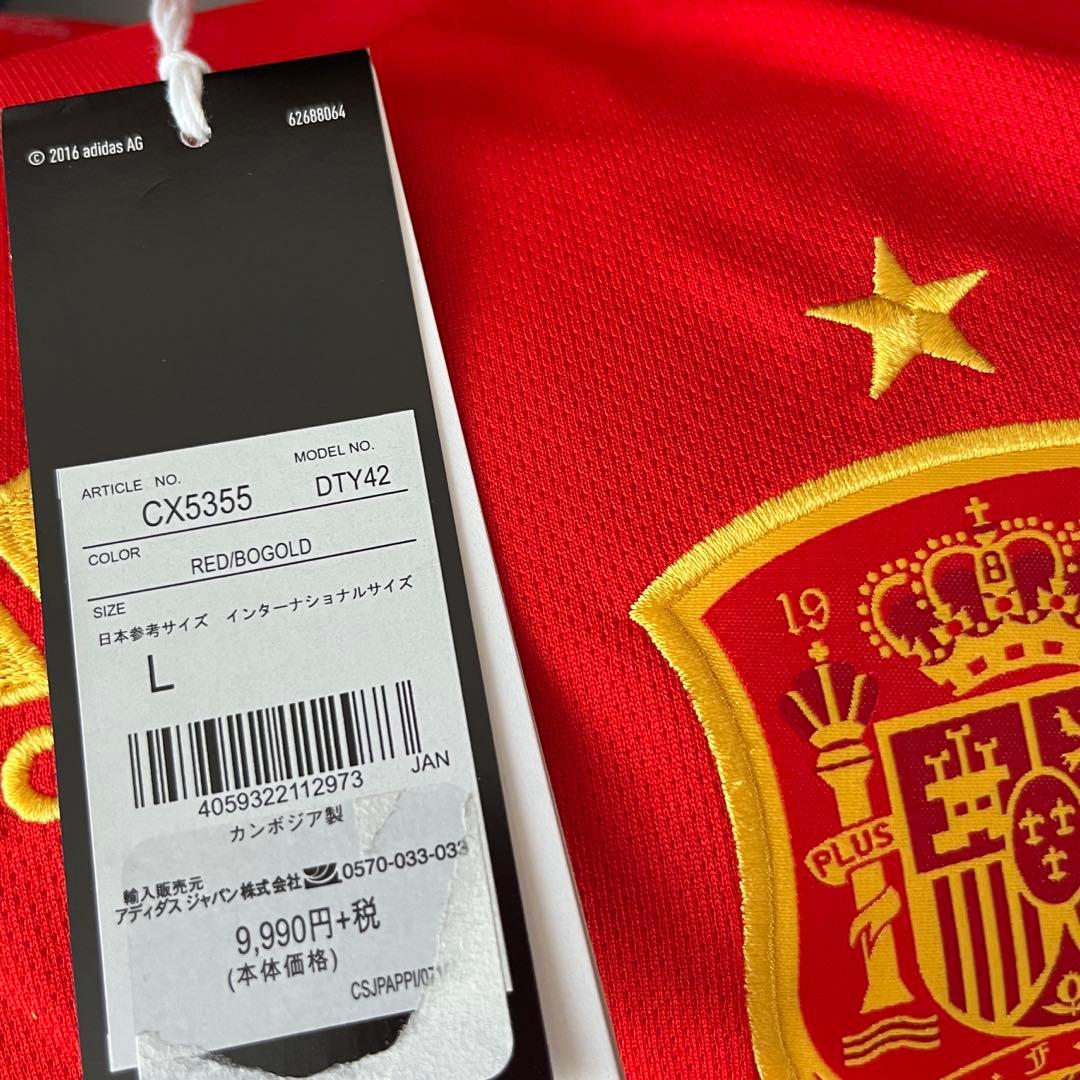 © 2016 adidas AG
62688064
ARTICLE NO.
MODEL NO.
CX5355
DTY42
COLOR
RED/BOGOLD
SIZE
日本参考サイズ インターナショナルサイズ
L
4059322112973
JAN
カンボジア製
輸入販売元
アディダス ジャパン株式会社
0570-033-033
9,990円+税
(本体価格)
19
PLUS